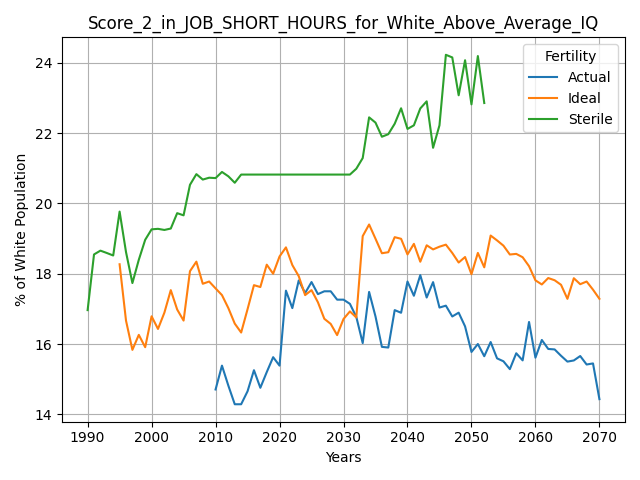 Score_2_in_JOB_SHORT_HOURS_for_White_Above_Average_IQ
Fertility
Actual
Ideal
Sterile
% of White Population
24
22
20
18
16
14
1990
2000
2010
2020
2030
2040
2050
2060
2070
Years